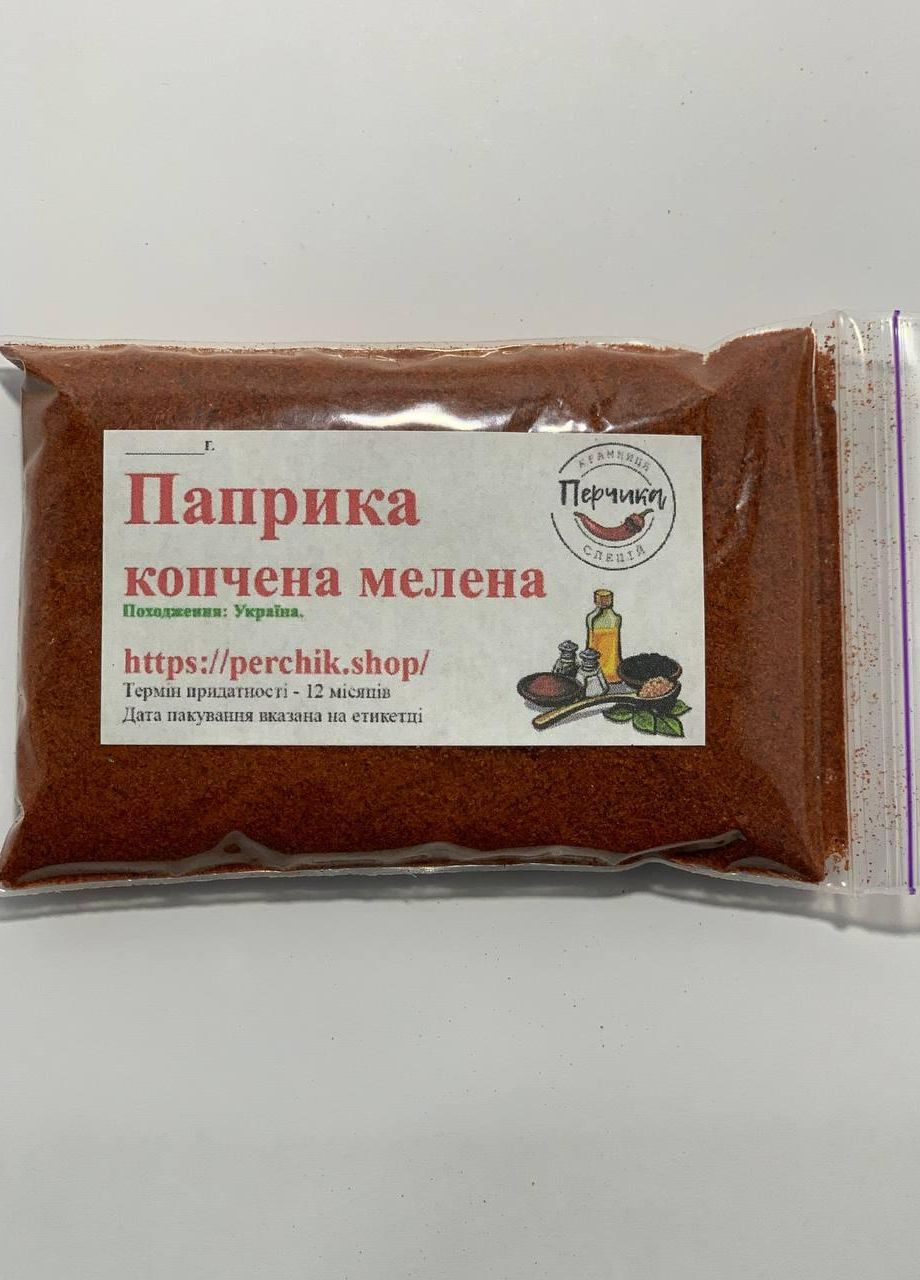 ________ г.
Паприка
копчена мелена
Походження: Україна.
https://perchik.shop/
Термін придатності - 12 місяців
Дата пакування вказана на етикетці
КРАМНИЦЯ
Перчика
СПЕЦІЙ